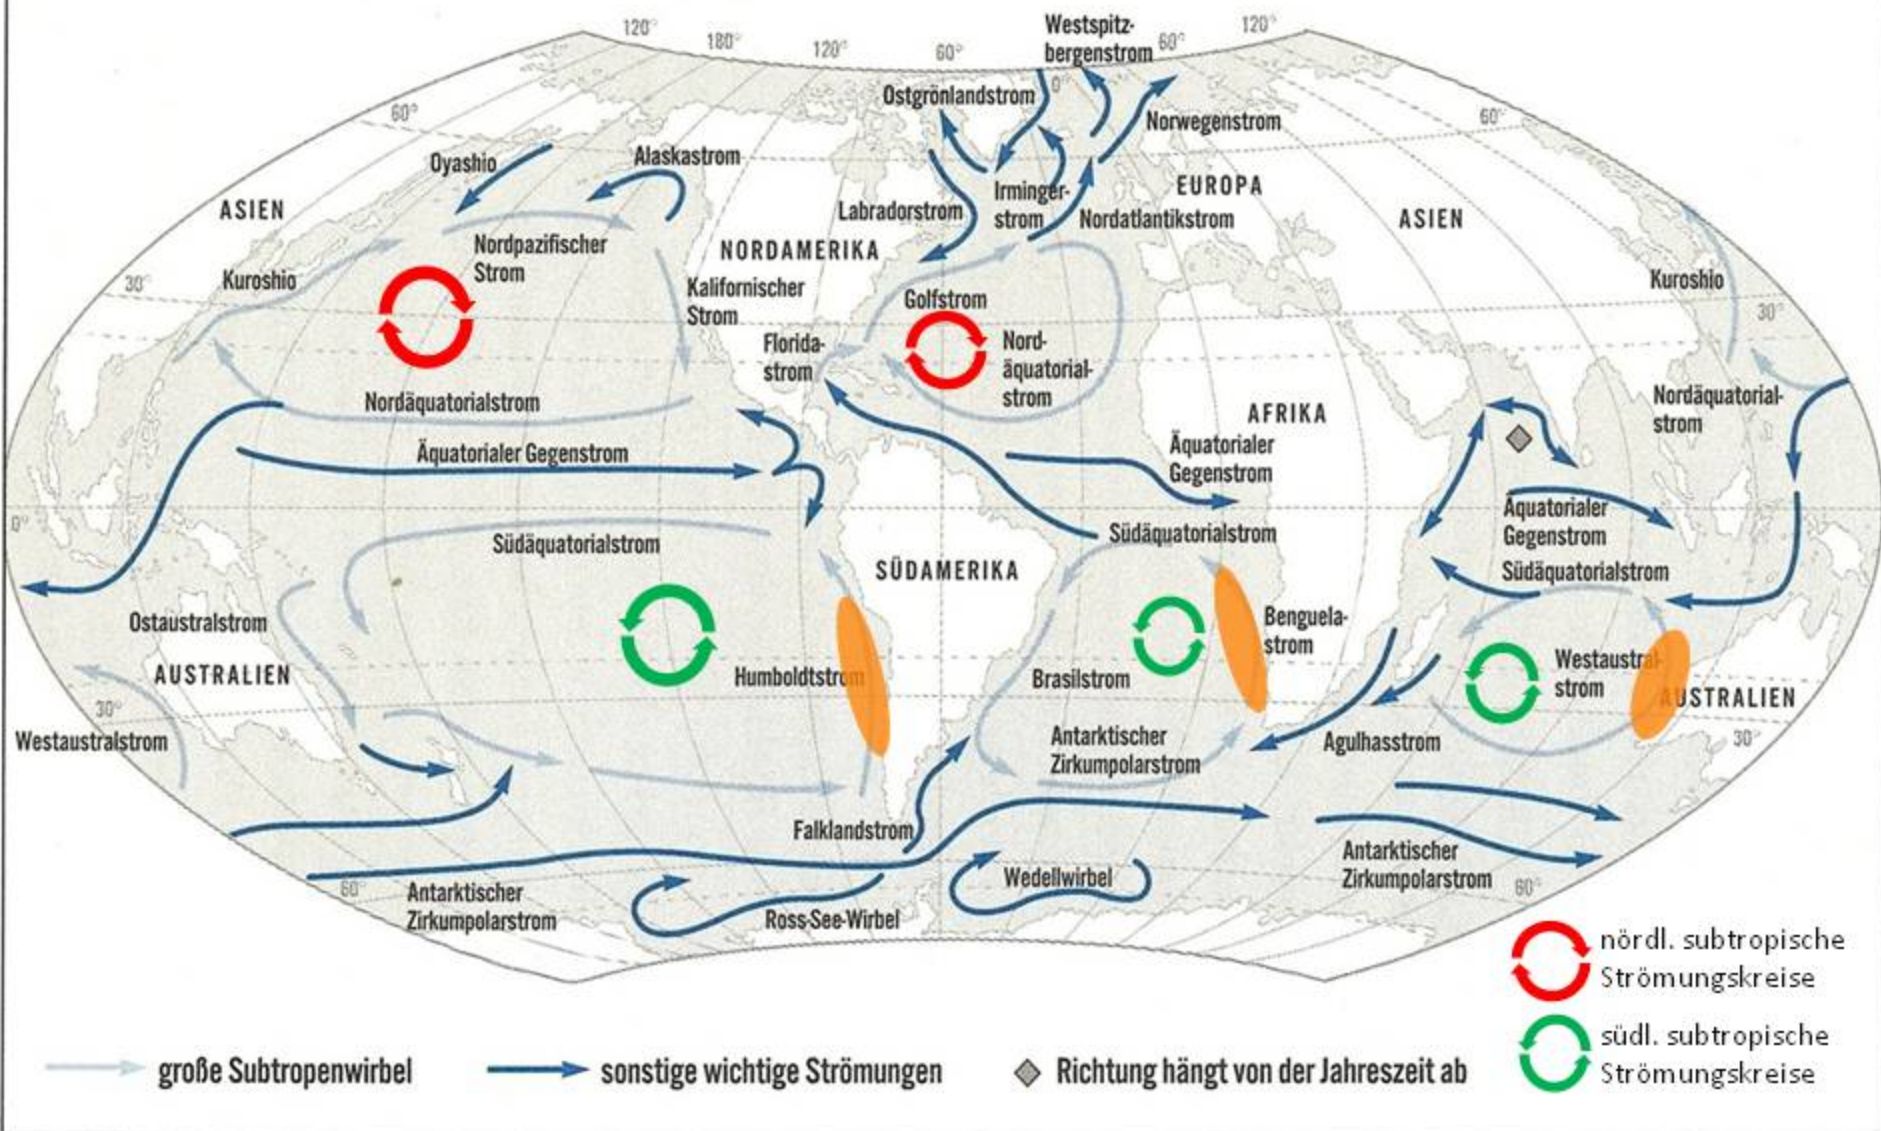 120°
180°
120°
60°
Westspitz-
bergenstrom
60°
120°
0°
Ostgrönlandstrom
60°
Norwegenstrom
60°
Oyashio
Alaskastrom
Irminger-
strom
EUROPA
ASIEN
Labradorstrom
Nordatlantikstrom
ASIEN
NORDAMERIKA
Nordpazifischer
Strom
Kuroshio
30°
Kalifornischer
Strom
Golfstrom
Kuroshio
30°
Florida-
strom
Nord-
äquatorial-
strom
Nordäquatorialstrom
AFRIKA
Nordäquatorial-
strom
Äquatorialer Gegenstrom
Äquatorialer
Gegenstrom
0°
Äquatorialer
Gegenstrom
Südäquatorialstrom
Südäquatorialstrom
SÜDAMERIKA
Südäquatorialstrom
Ostaustralstrom
Benguela-
strom
AUSTRALIEN
Humboldtstrom
Brasilstrom
Westaustral-
strom
AUSTRALIEN
30°
Westaustralstrom
Antarktischer
Zirkumpolarstrom
Agulhasstrom
30°
Falklandstrom
Antarktischer
Zirkumpolarstrom
60°
Antarktischer
Zirkumpolarstrom
Wedellwirbel
60°
Ross-See-Wirbel
nördl. subtropische
Strömungskreise
südl. subtropische
Strömungskreise
große Subtropenwirbel
sonstige wichtige Strömungen
Richtung hängt von der Jahreszeit ab